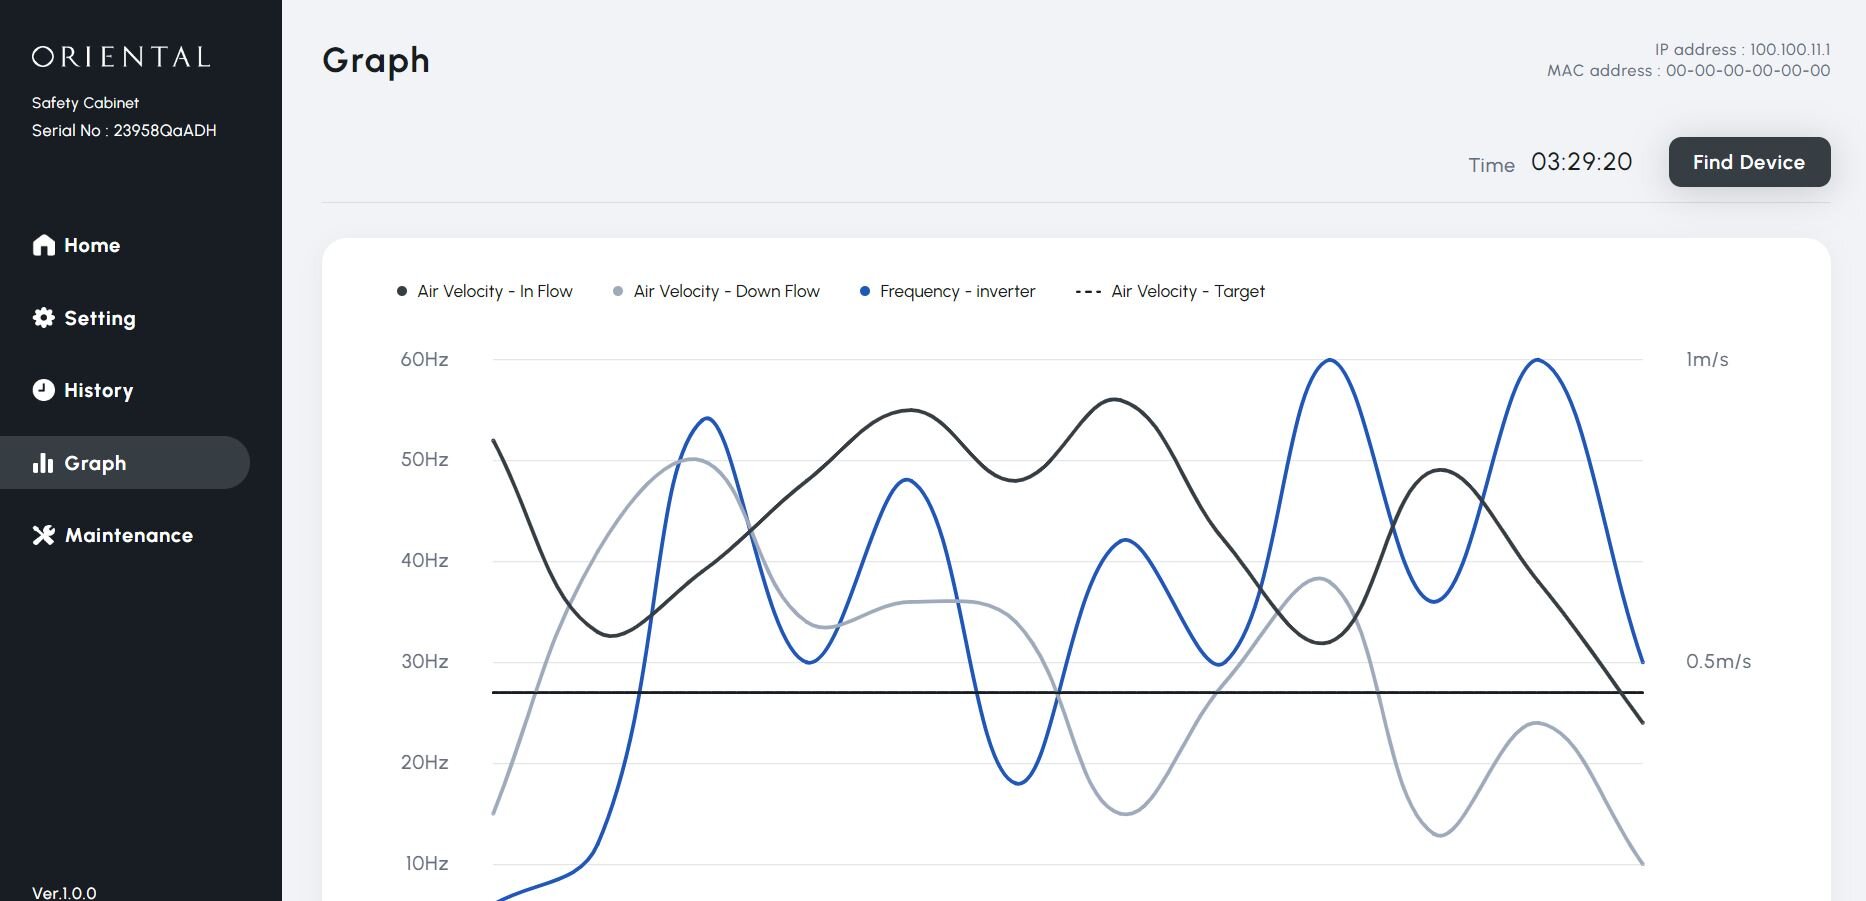 ORIENTAL
Safety Cabinet
Serial No : 23958QaADH
Home
Setting
History
Graph
Maintenance
Ver.1.0.0
Graph
IP address : 100.100.11.1
MAC address : 00-00-00-00-00-00
Time 03:29:20 Find Device
Air Velocity - In Flow Air Velocity - Down Flow Frequency - inverter Air Velocity - Target
60Hz 1m/s
50Hz
40Hz
30Hz 0.5m/s
20Hz
10Hz